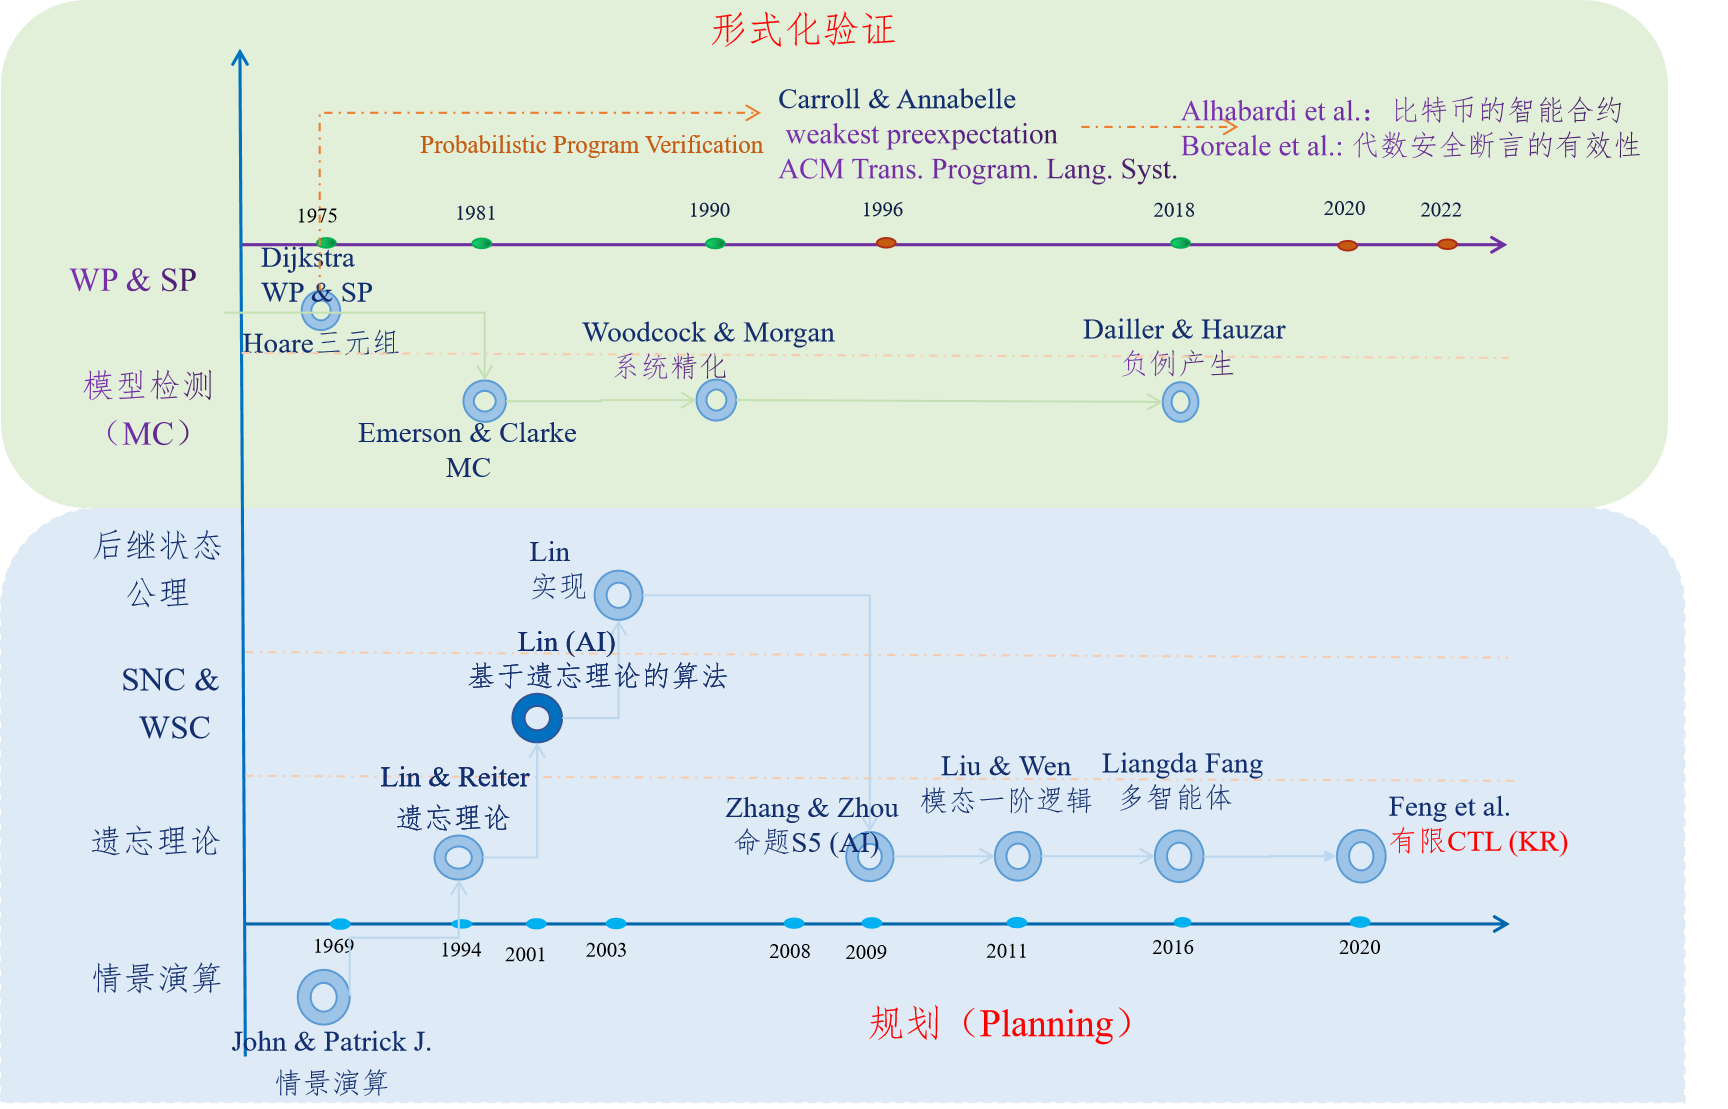 形式化验证
Carroll & Annabelle
weakest preexpectation
ACM Trans. Program. Lang. Syst.
Probabilistic Program Verification
Alhabardi et al.：比特币的智能合约
Boreale et al.: 代数安全断言的有效性
1975
1981
1990
1996
2018
2020
2022
WP & SP
Dijkstra
WP & SP
Hoare三元组
Woodcock & Morgan
系统精化
Dailler & Hauzar
负例产生
模型检测
（MC）
Emerson & Clarke
MC
后继状态
公理
Lin
实现
SNC &
WSC
Lin (AI)
基于遗忘理论的算法
遗忘理论
Lin & Reiter
遗忘理论
Zhang & Zhou
命题S5 (AI)
Liu & Wen
模态一阶逻辑
Liangda Fang
多智能体
Feng et al.
有限CTL (KR)
1969
1994
2001
2003
2008
2009
2011
2016
2020
情景演算
John & Patrick J.
情景演算
规划（Planning）